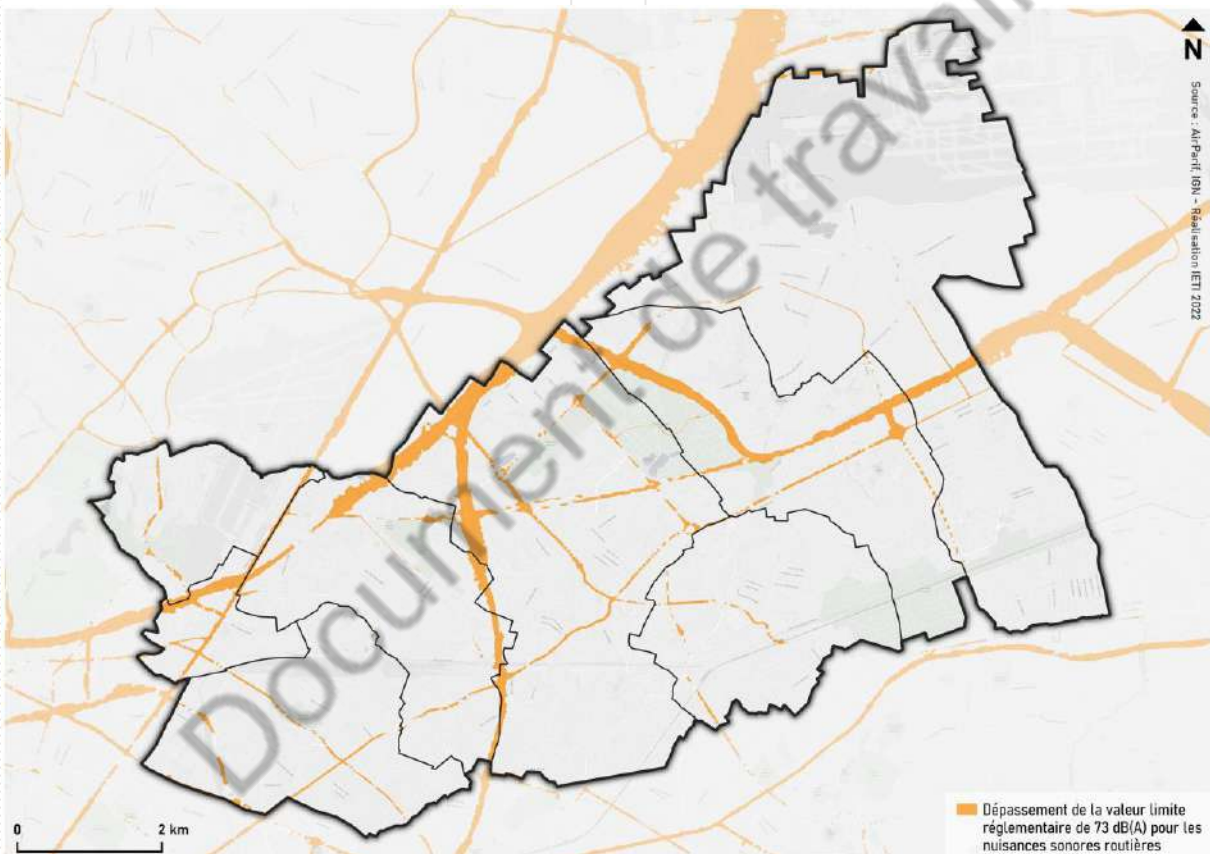 N
Source : AirParif, IGN - Réalisation IETI 2022
Document de travail
0 2 km
Dépassement de la valeur limite
réglementaire de 73 dB(A) pour les
nuisances sonores routières